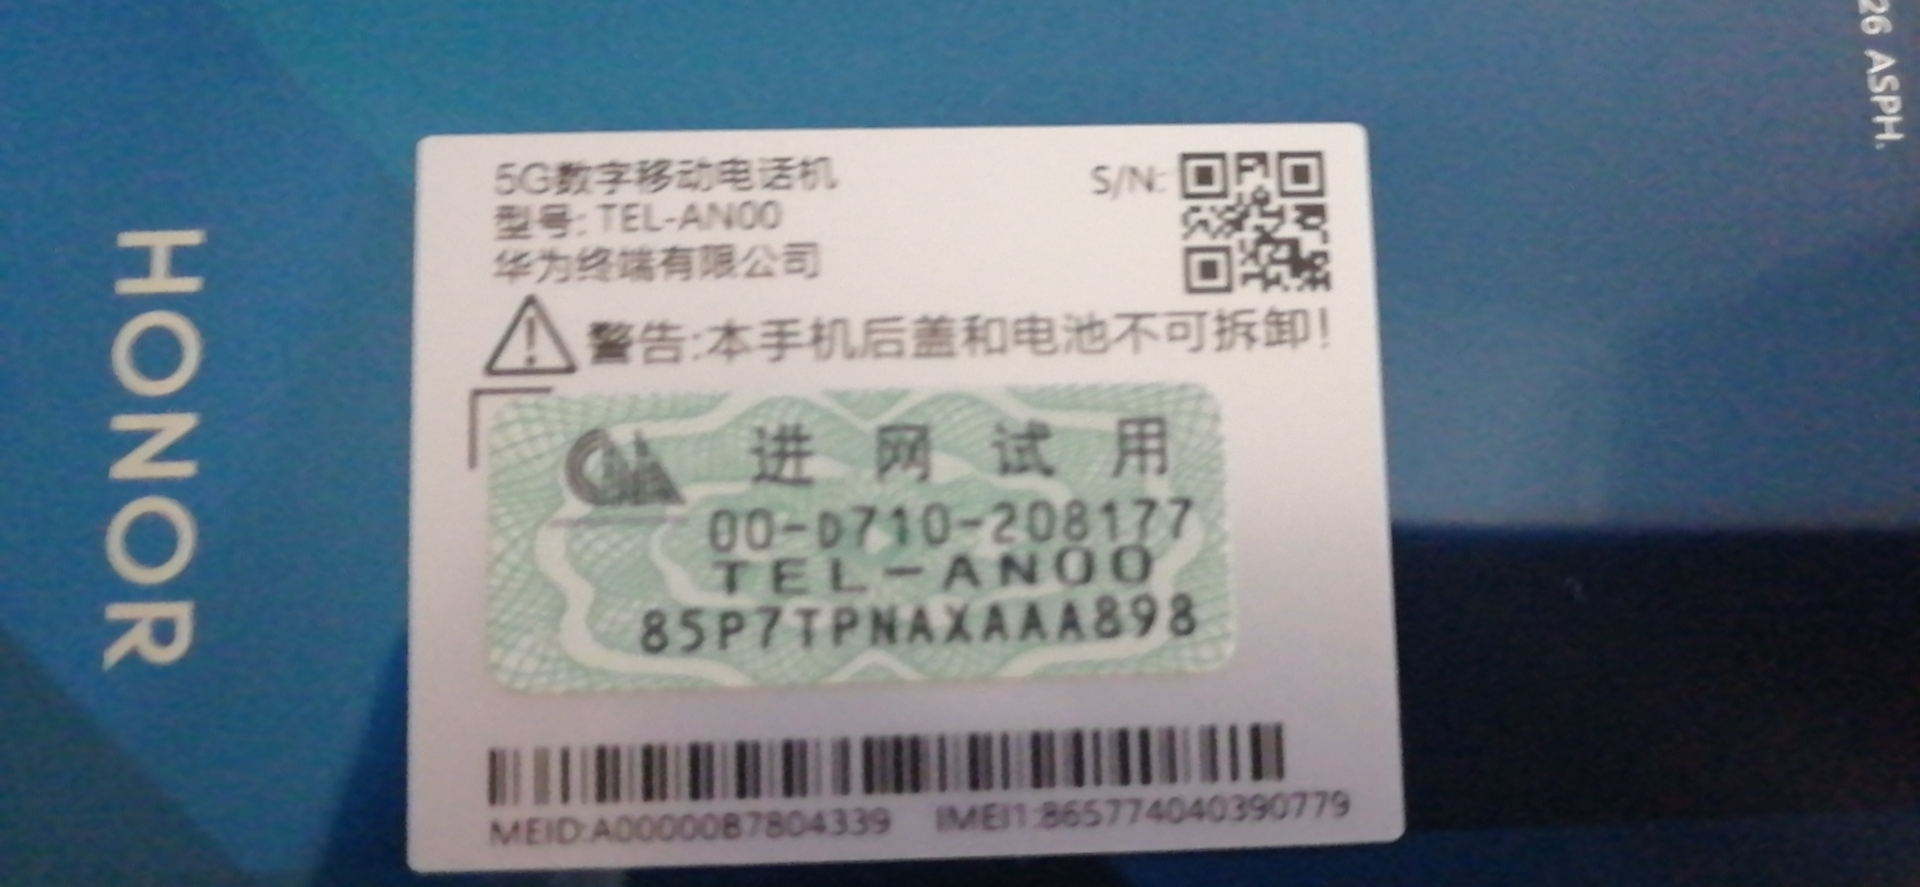 HONOR
26 ASPH.
5G数字移动电话机
型号: TEL-AN00
华为终端有限公司
S/N:
警告:本手机后盖和电池不可拆卸!
进网试用
00-D710-208177
TEL-AN00
85P7TPNAXAAA898
MEID:A00000B7804339 IMEI1:865774040390779